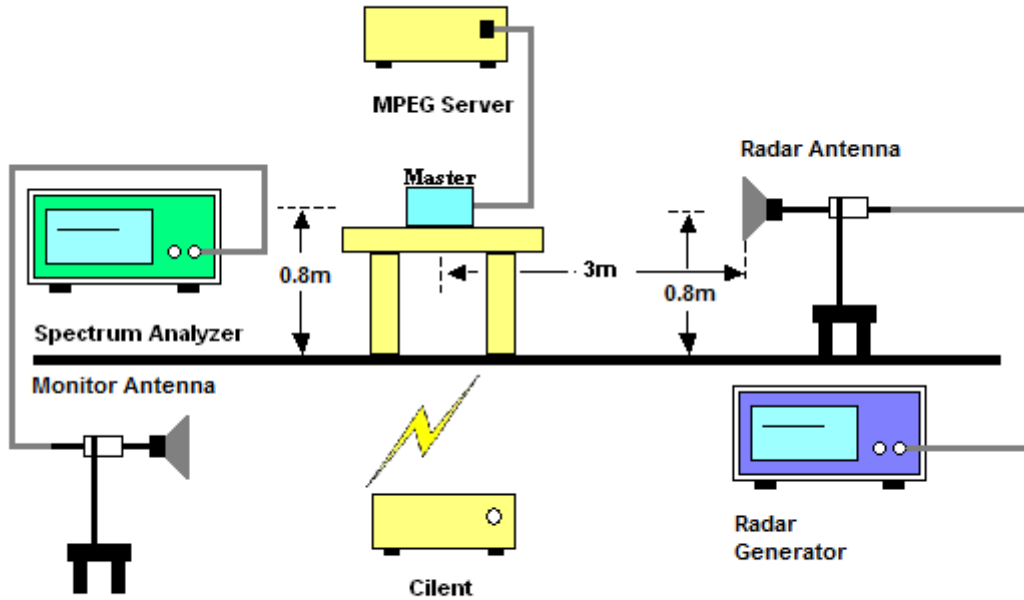 MPEG Server
Radar Antenna
Master
0.8m
3m
0.8m
Spectrum Analyzer
Monitor Antenna
Radar
Generator
Cilent